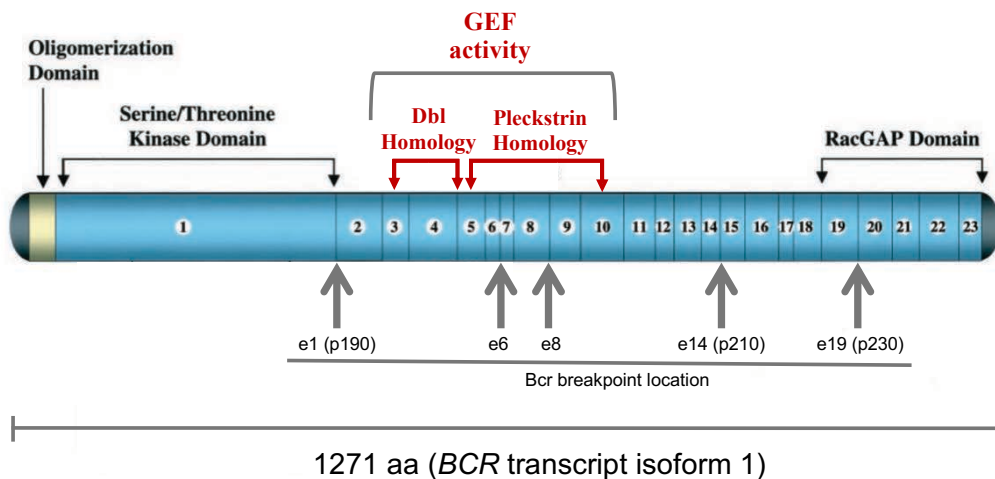 GEF
activity
Oligomerization
Domain
Serine/Threonine
Kinase Domain
Dbl
Homology
Pleckstrin
Homology
RacGAP Domain
1 2 3 4 5 6 7 8 9 10 11 12 13 14 15 16 17 18 19 20 21 22 23
e1 (p190) e6 e8 e14 (p210) e19 (p230)
Bcr breakpoint location
1271 aa (BCR transcript isoform 1)